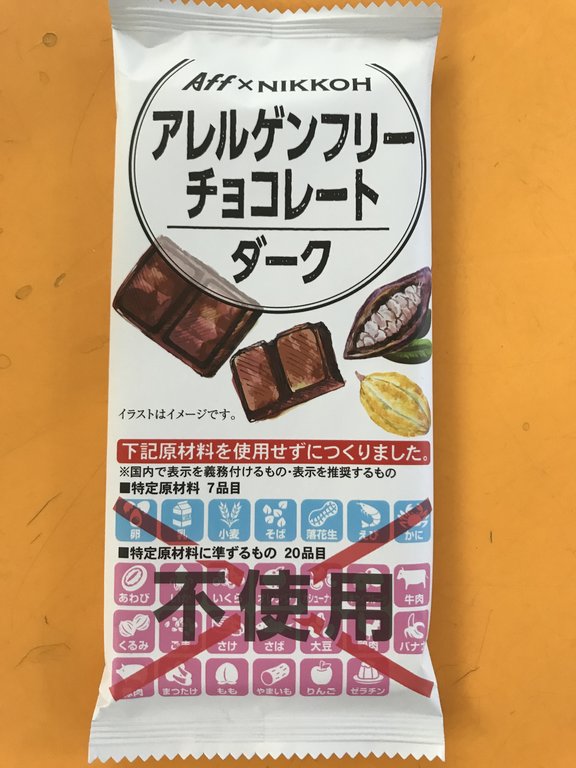 Aff×NIKKOH
アレルゲンフリー
チョコレート
ダーク
イラストはイメージです。
下記原材料を使用せずにつくりました。
※国内で表示を義務付けるもの・表示を推奨するもの
■特定原材料 7品目
卵 乳 小麦 そば 落花生 えび かに
■特定原材料に準ずるもの 20品目
不使用
あわび いくら 牛肉
くるみ ごま さけ さば 大豆 バナナ
まつたけ もも やまいも りんご ゼラチン